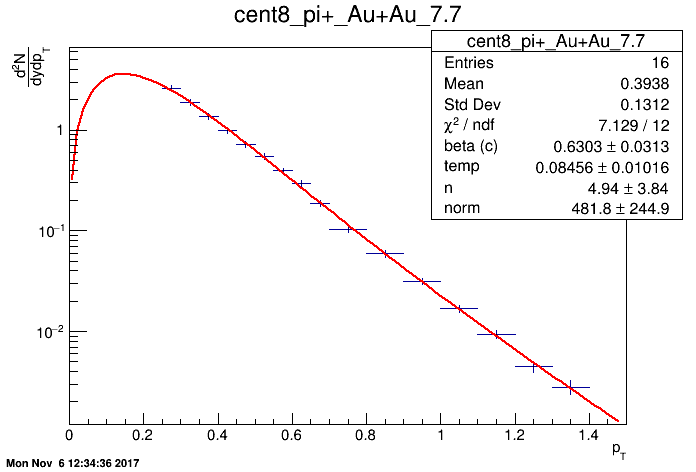 cent8_pi+_Au+Au_7.7
cent8_pi+_Au+Au_7.7
Entries 16
Mean 0.3938
Std Dev 0.1312
χ² / ndf 7.129 / 12
beta (c) 0.6303 ± 0.0313
temp 0.08456 ± 0.01016
n 4.94 ± 3.84
norm 481.8 ± 244.9
d²N
dydp_T
1
10⁻¹
10⁻²
0 0.2 0.4 0.6 0.8 1 1.2 1.4
p_T
Mon Nov 6 12:34:36 2017